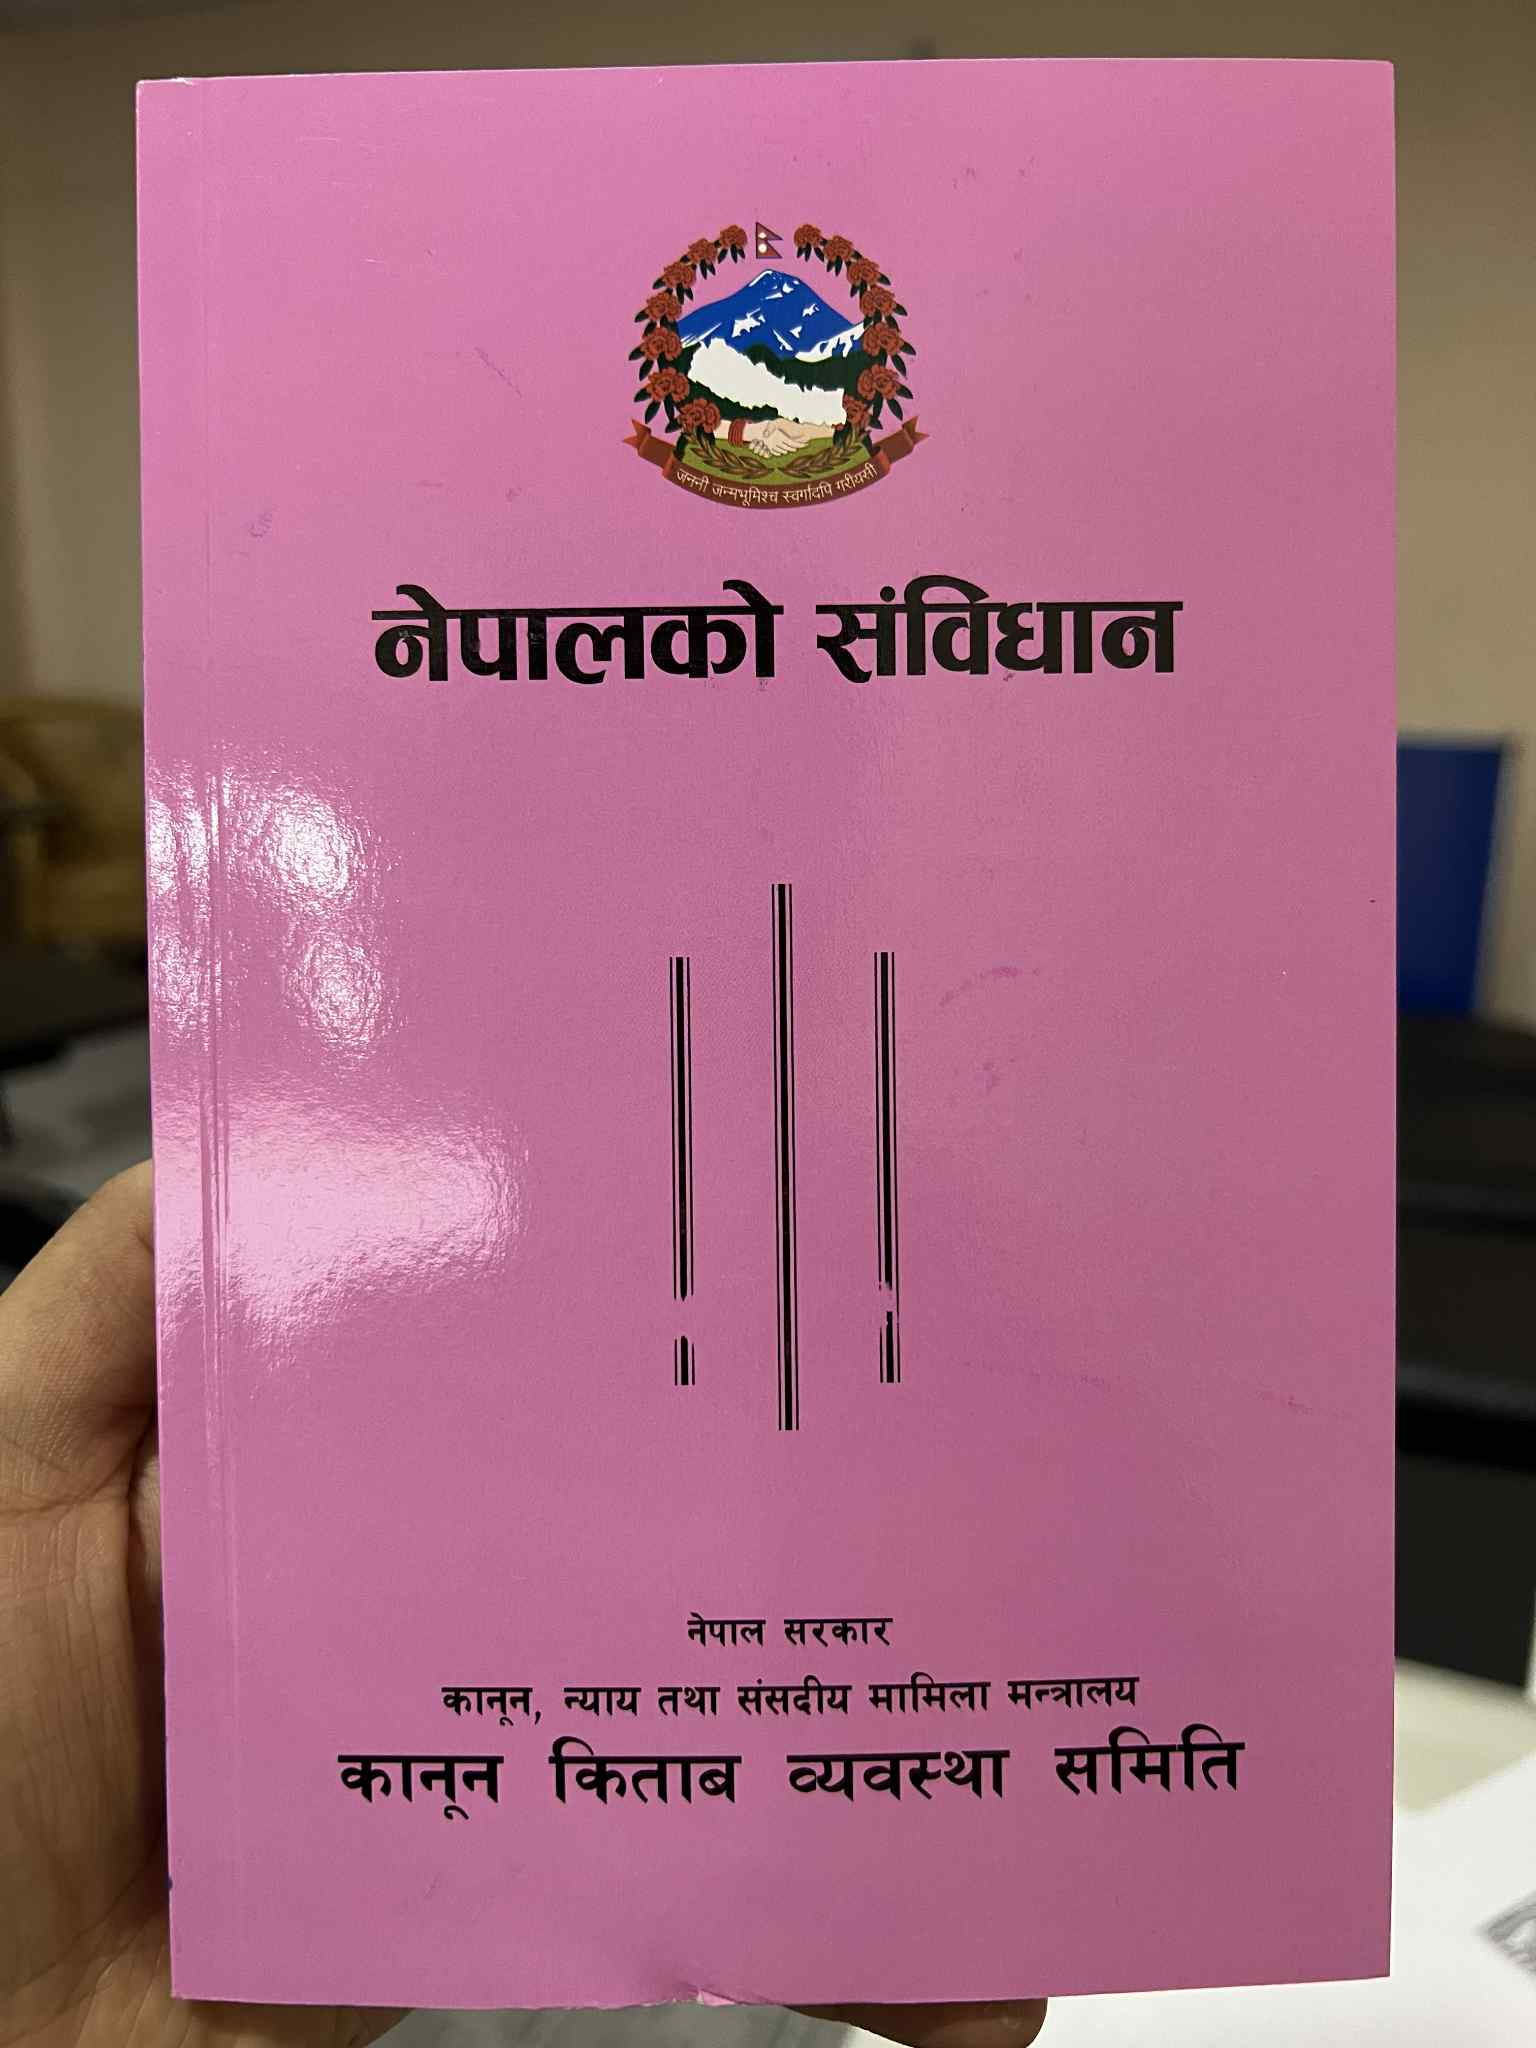 जननी जन्मभूमिश्च स्वर्गादपि गरीयसी
नेपालको संविधान
नेपाल सरकार
कानून, न्याय तथा संसदीय मामिला मन्त्रालय
कानून किताब व्यवस्था समिति